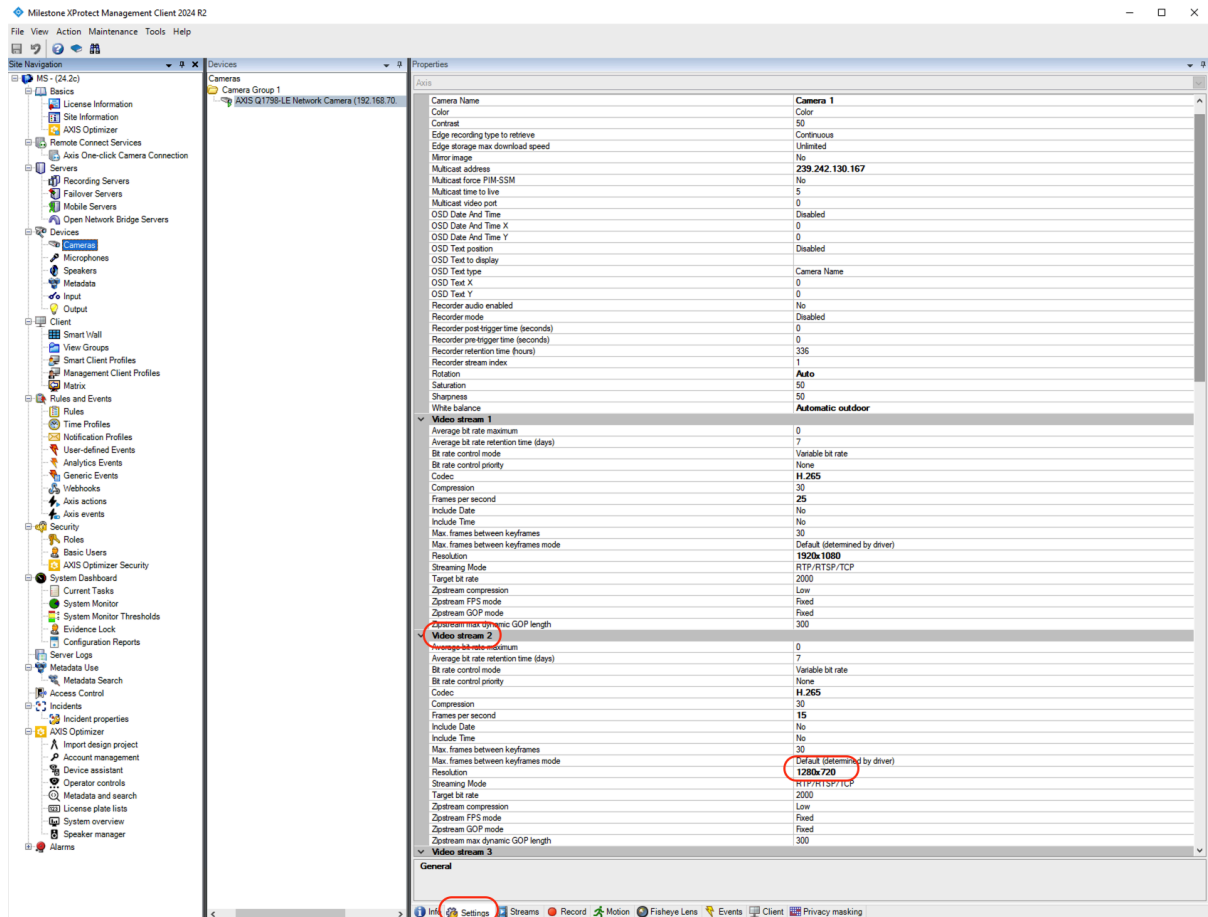 Milestone XProtect Management Client 2024 R2
File View Action Maintenance Tools Help
Site Navigation
MS - (24.2c)
Basics
License Information
Site Information
AXIS Optimizer
Remote Connect Services
Axis One-click Camera Connection
Servers
Recording Servers
Failover Servers
Mobile Servers
Open Network Bridge Servers
Devices
Cameras
Microphones
Speakers
Metadata
Input
Output
Client
Smart Wall
View Groups
Smart Client Profiles
Management Client Profiles
Matrix
Rules and Events
Rules
Time Profiles
Notification Profiles
User-defined Events
Analytics Events
Generic Events
Webhooks
Axis actions
Axis events
Security
Roles
Basic Users
AXIS Optimizer Security
System Dashboard
Current Tasks
System Monitor
System Monitor Thresholds
Evidence Lock
Configuration Reports
Server Logs
Metadata Use
Metadata Search
Access Control
Incidents
Incident properties
AXIS Optimizer
Import design project
Account management
Device assistant
Operator controls
Metadata and search
License plate lists
System overview
Speaker manager
Alarms
Devices
Cameras
Camera Group 1
AXIS Q1798-LE Network Camera (192.168.70.
Properties
Axis
Camera Name Camera 1
Color Color
Contrast 50
Edge recording type to retrieve Continuous
Edge storage max download speed Unlimited
Mirror image No
Multicast address 239.242.130.167
Multicast force PIM-SSM No
Multicast time to live 5
Multicast video port 0
OSD Date And Time Disabled
OSD Date And Time X 0
OSD Date And Time Y 0
OSD Text position Disabled
OSD Text to display
OSD Text type Camera Name
OSD Text X 0
OSD Text Y 0
Recorder audio enabled No
Recorder mode Disabled
Recorder post-trigger time (seconds) 0
Recorder pre-trigger time (seconds) 0
Recorder retention time (hours) 336
Recorder stream index 1
Rotation Auto
Saturation 50
Sharpness 50
White balance Automatic outdoor
Video stream 1
Average bit rate maximum 0
Average bit rate retention time (days) 7
Bit rate control mode Variable bit rate
Bit rate control priority None
Codec H.265
Compression 30
Frames per second 25
Include Date No
Include Time No
Max. frames between keyframes 30
Max. frames between keyframes mode Default (determined by driver)
Resolution 1920x1080
Streaming Mode RTP/RTSP/TCP
Target bit rate 2000
Zipstream compression Low
Zipstream FPS mode Fixed
Zipstream GOP mode Fixed
Zipstream max dynamic GOP length 300
Video stream 2
Average bit rate maximum 0
Average bit rate retention time (days) 7
Bit rate control mode Variable bit rate
Bit rate control priority None
Codec H.265
Compression 30
Frames per second 15
Include Date No
Include Time No
Max. frames between keyframes 30
Max. frames between keyframes mode Default (determined by driver)
Resolution 1280x720
Streaming Mode RTP/RTSP/TCP
Target bit rate 2000
Zipstream compression Low
Zipstream FPS mode Fixed
Zipstream GOP mode Fixed
Zipstream max dynamic GOP length 300
Video stream 3
General
Info Settings Streams Record Motion Fisheye Lens Events Client Privacy masking